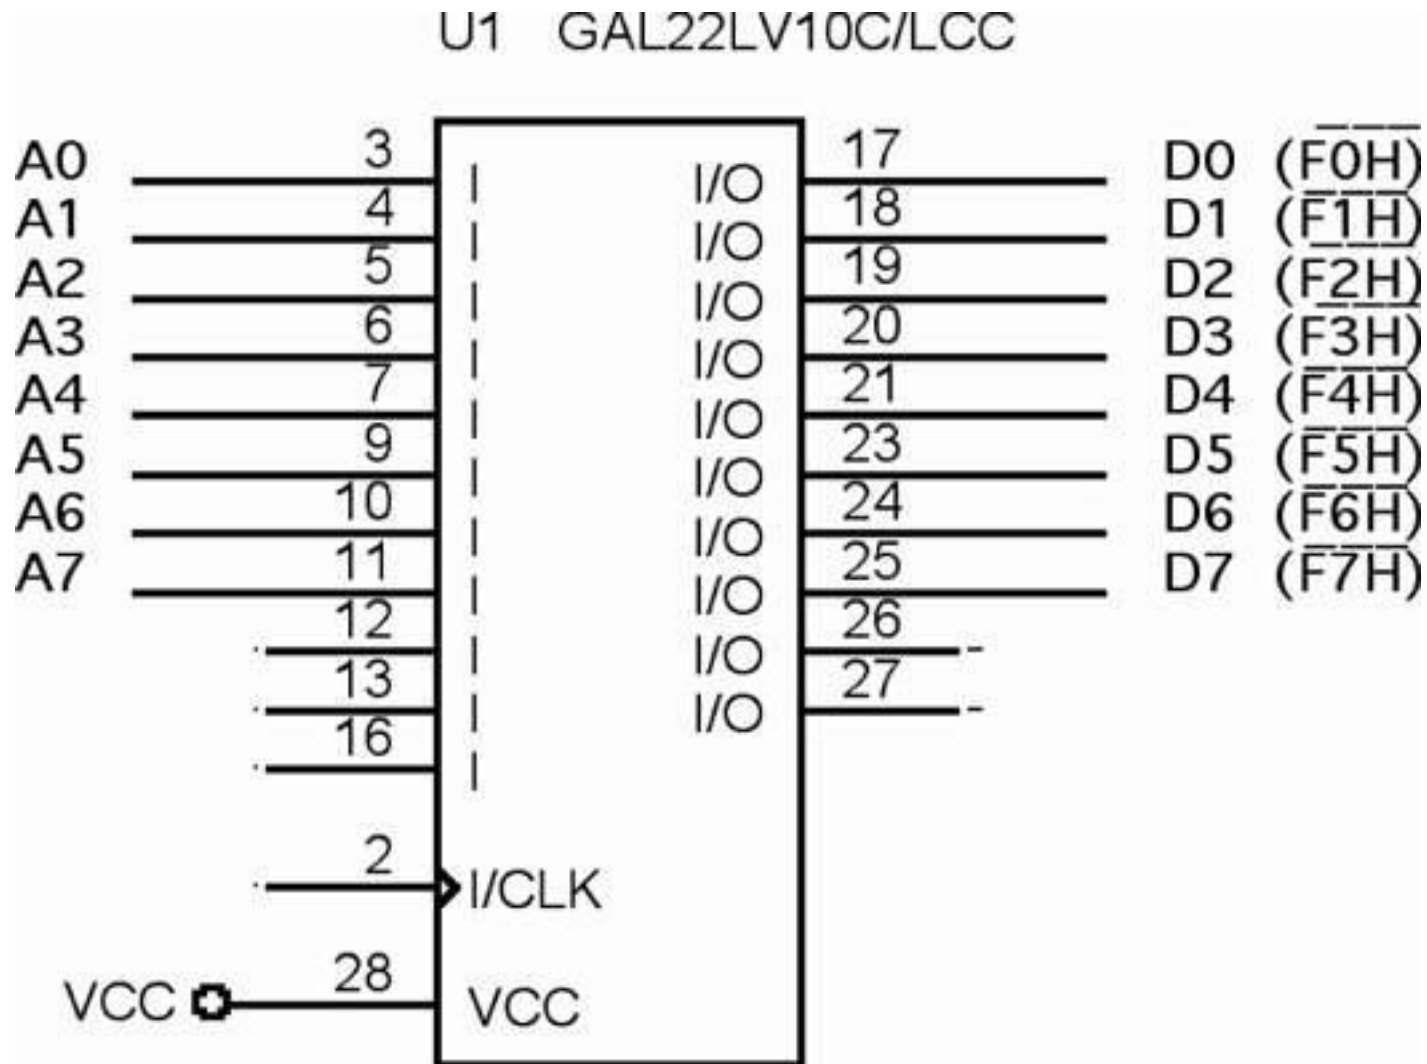 U1 GAL22LV10C/LCC
A0 3 I I/O 17 D0 (F0H)
A1 4 I I/O 18 D1 (F1H)
A2 5 I I/O 19 D2 (F2H)
A3 6 I I/O 20 D3 (F3H)
A4 7 I I/O 21 D4 (F4H)
A5 9 I I/O 23 D5 (F5H)
A6 10 I I/O 24 D6 (F6H)
A7 11 I I/O 25 D7 (F7H)
12 I I/O 26
13 I I/O 27
16 I
2 I/CLK
VCC 28 VCC